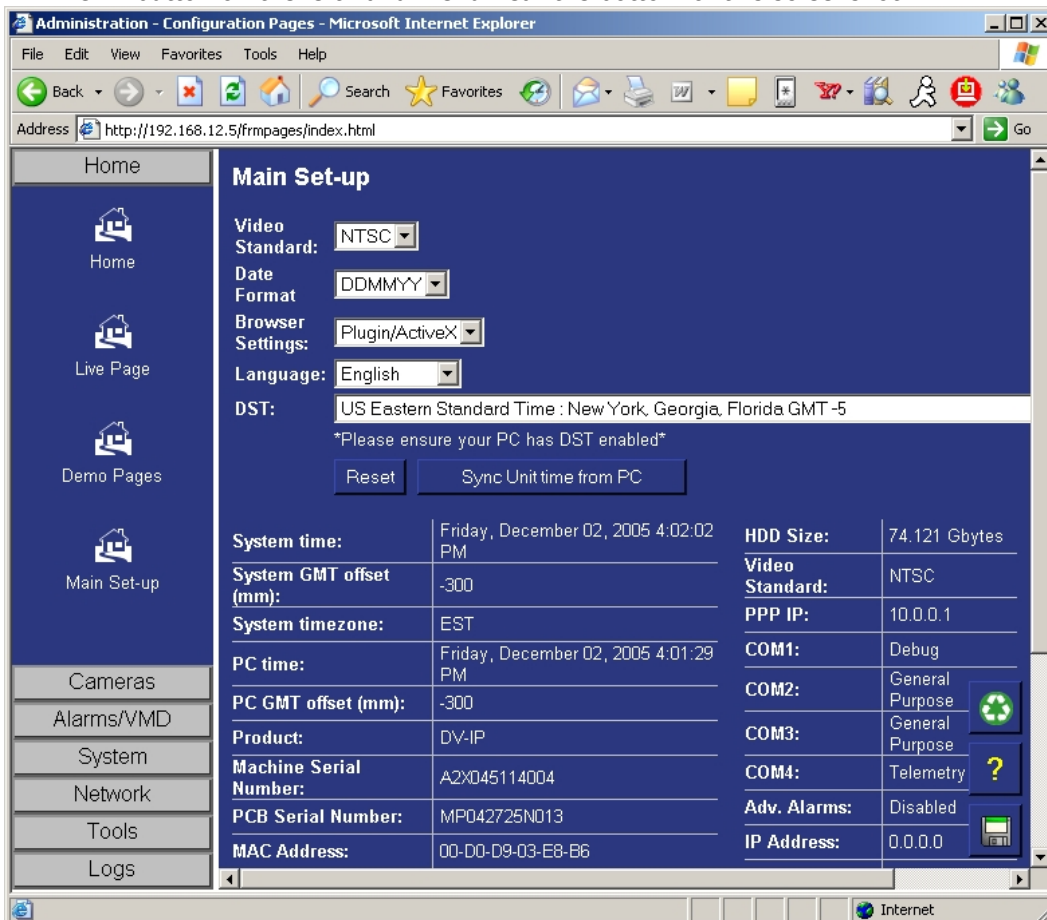 Administration - Configuration Pages - Microsoft Internet Explorer
File Edit View Favorites Tools Help
Back Search Favorites
Address http://192.168.12.5/frmpages/index.html Go
Home
Home
Live Page
Demo Pages
Main Set-up
Cameras
Alarms/VMD
System
Network
Tools
Logs
Main Set-up
Video Standard: NTSC
Date Format DDMMYY
Browser Settings: Plugin/ActiveX
Language: English
DST: US Eastern Standard Time : New York, Georgia, Florida GMT -5
*Please ensure your PC has DST enabled*
Reset Sync Unit time from PC
System time: Friday, December 02, 2005 4:02:02 PM
System GMT offset (mm): -300
System timezone: EST
PC time: Friday, December 02, 2005 4:01:29 PM
PC GMT offset (mm): -300
Product: DV-IP
Machine Serial Number: A2X045114004
PCB Serial Number: MP042725N013
MAC Address: 00-D0-D9-03-E8-B6
HDD Size: 74.121 Gbytes
Video Standard: NTSC
PPP IP: 10.0.0.1
COM1: Debug
COM2: General Purpose
COM3: General Purpose
COM4: Telemetry
Adv. Alarms: Disabled
IP Address: 0.0.0.0
?
Internet